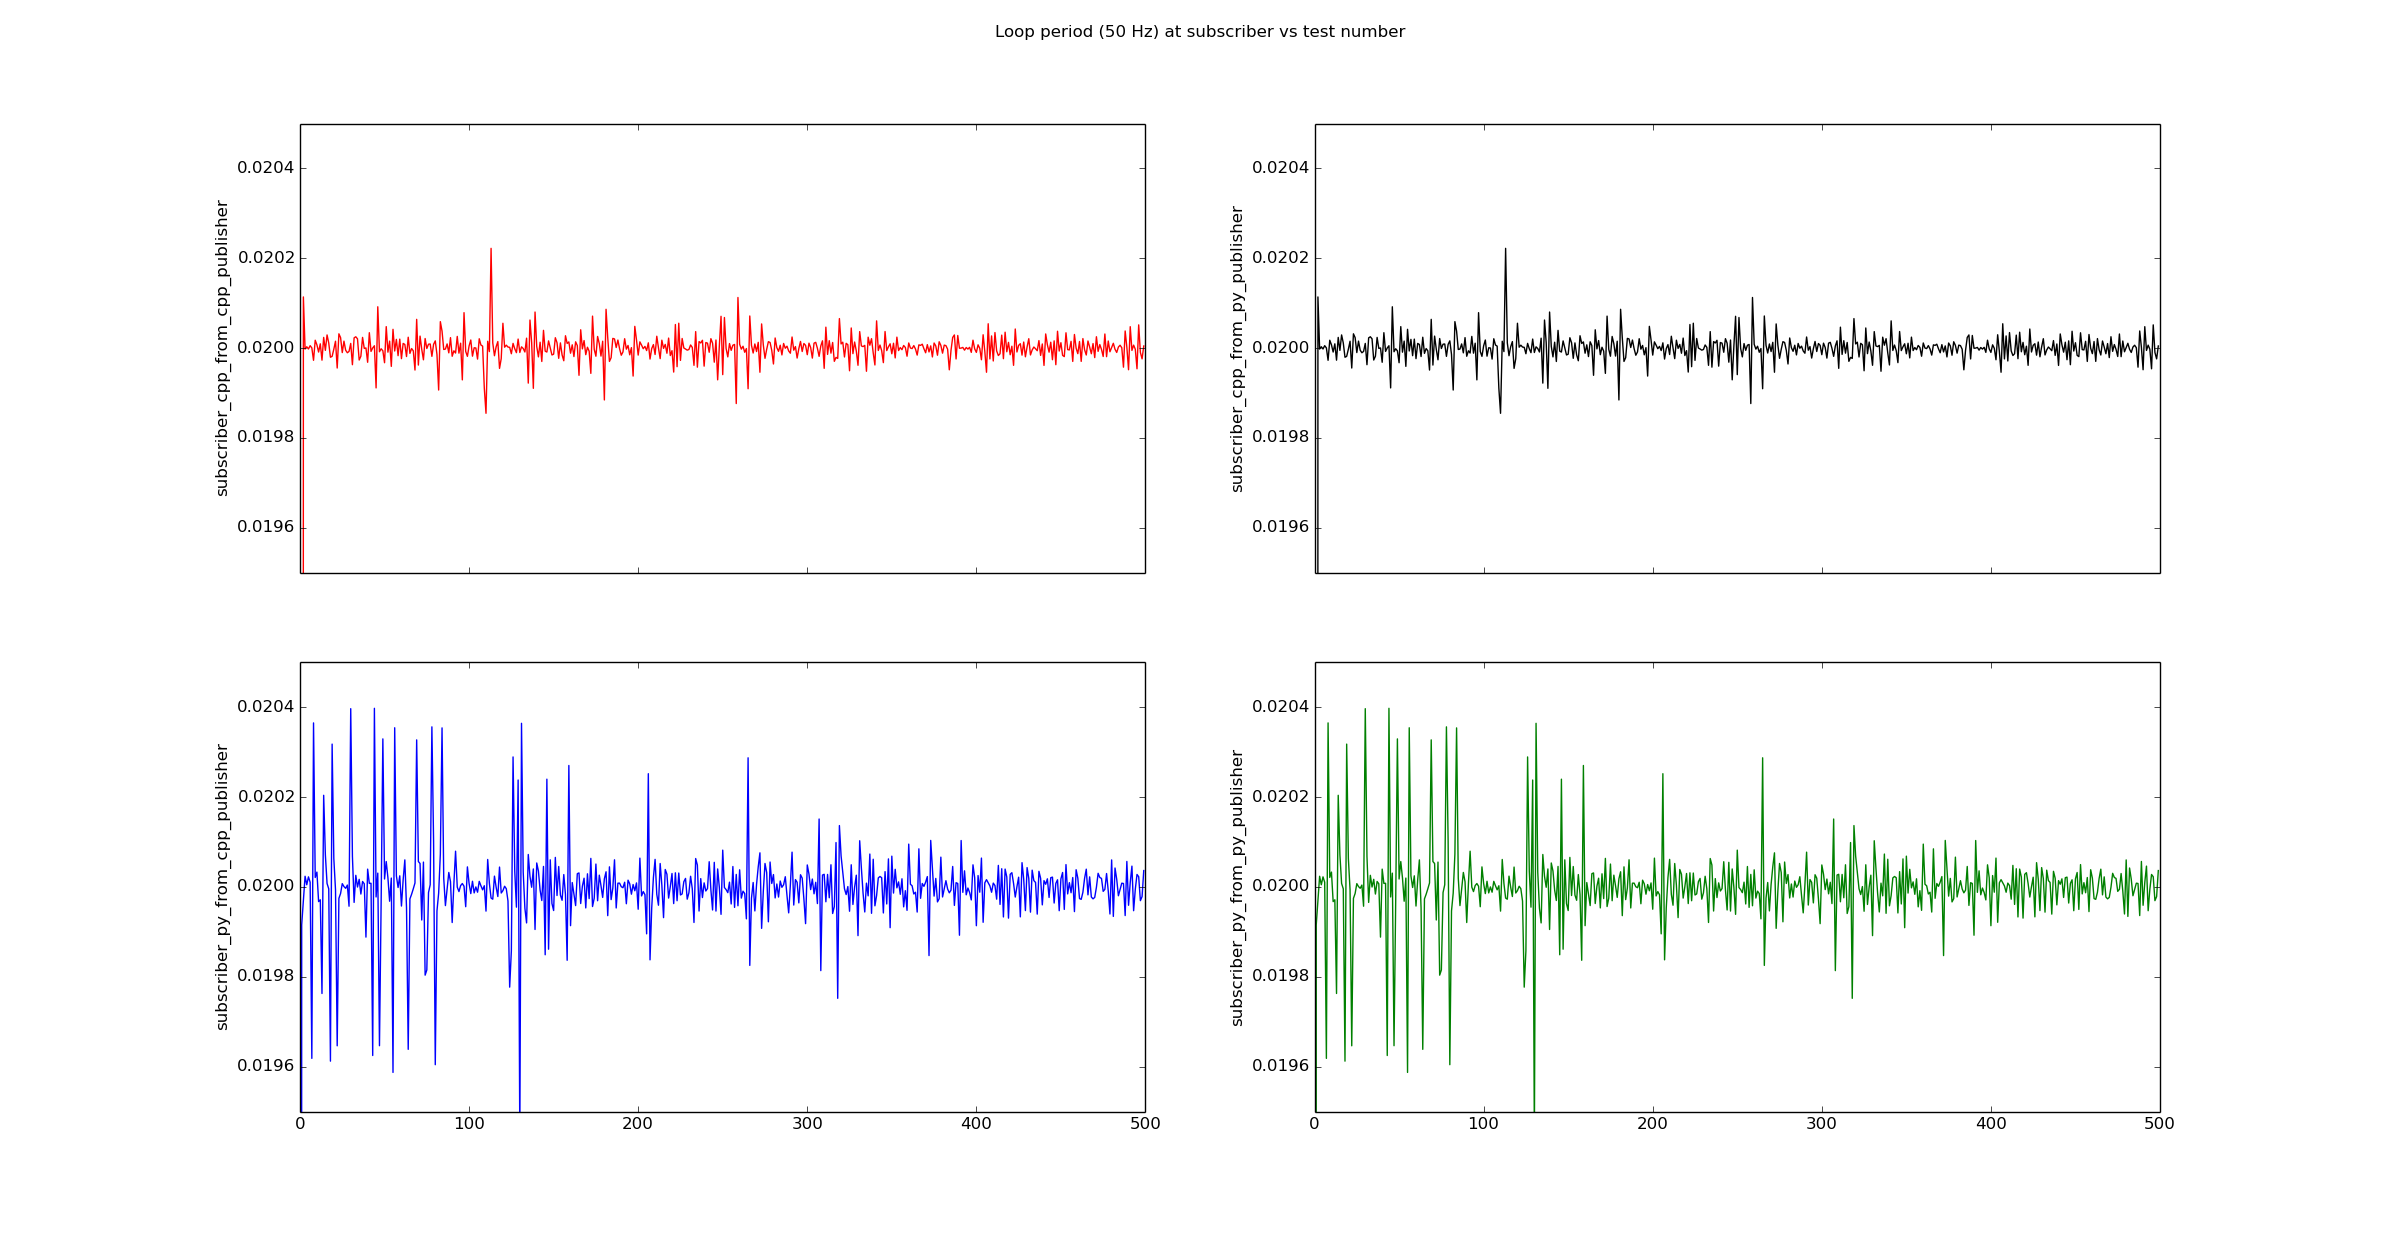 Loop period (50 Hz) at subscriber vs test number
subscriber_cpp_from_cpp_publisher
0.0204
0.0202
0.0200
0.0198
0.0196
subscriber_cpp_from_py_publisher
0.0204
0.0202
0.0200
0.0198
0.0196
subscriber_py_from_cpp_publisher
0.0204
0.0202
0.0200
0.0198
0.0196
0 100 200 300 400 500
subscriber_py_from_py_publisher
0.0204
0.0202
0.0200
0.0198
0.0196
0 100 200 300 400 500